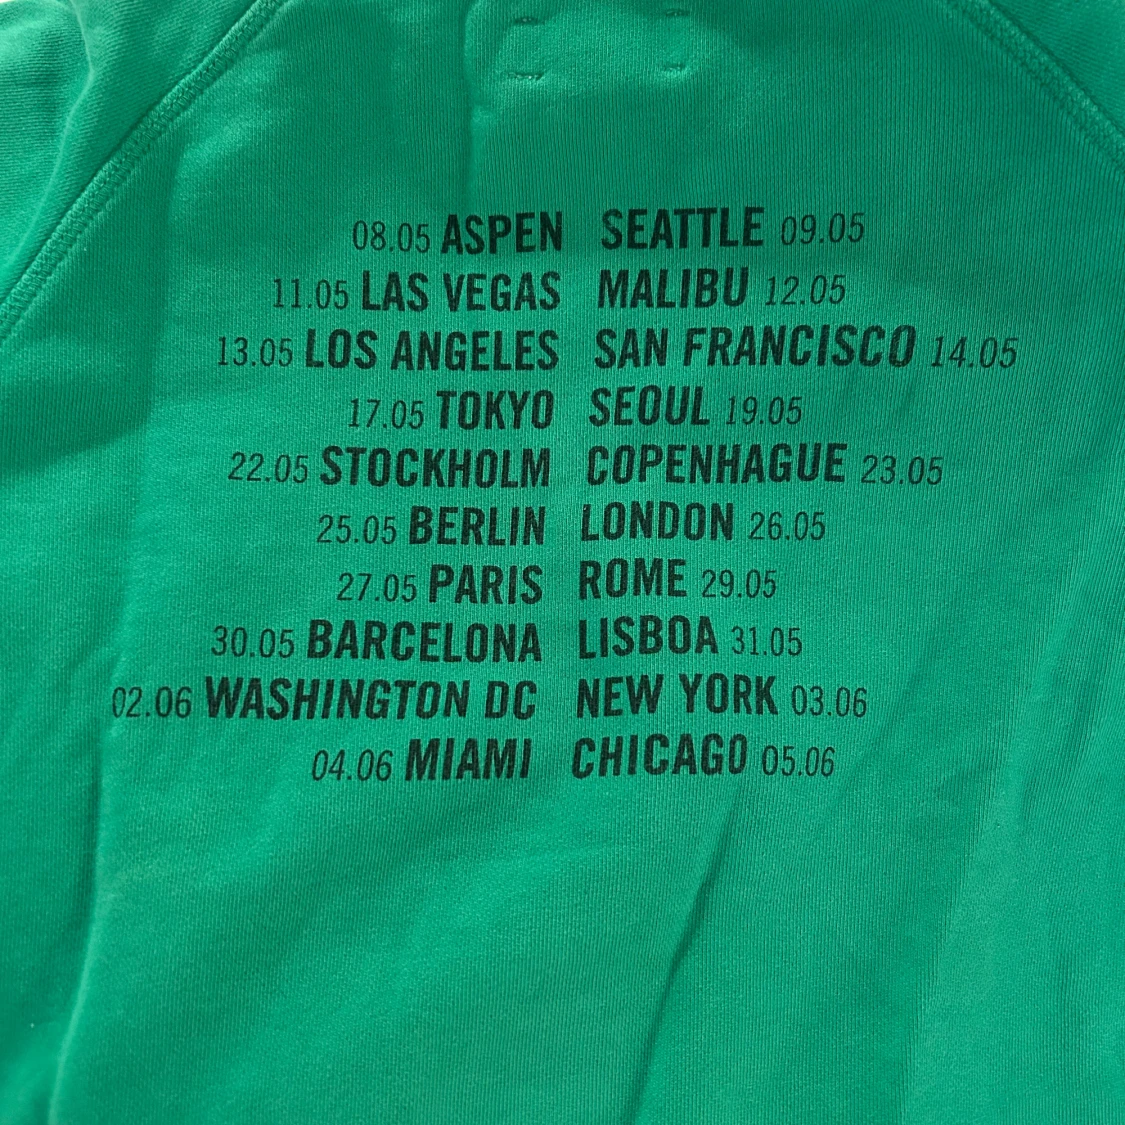 08.05 ASPEN SEATTLE 09.05
11.05 LAS VEGAS MALIBU 12.05
13.05 LOS ANGELES SAN FRANCISCO 14.05
17.05 TOKYO SEOUL 19.05
22.05 STOCKHOLM COPENHAGUE 23.05
25.05 BERLIN LONDON 26.05
27.05 PARIS ROME 29.05
30.05 BARCELONA LISBOA 31.05
02.06 WASHINGTON DC NEW YORK 03.06
04.06 MIAMI CHICAGO 05.06